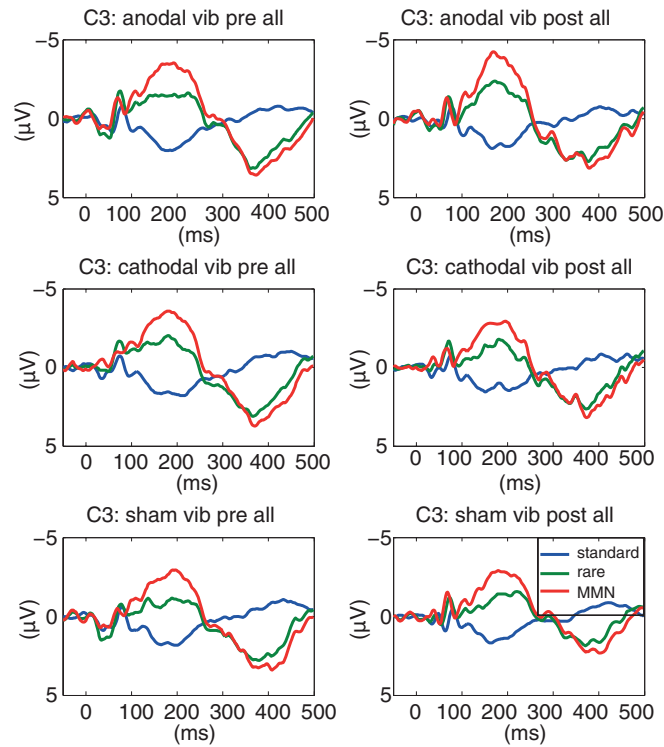 C3: anodal vib pre all
−5
0
5
(µV)
0 100 200 300 400 500
(ms)
C3: anodal vib post all
−5
0
5
(µV)
0 100 200 300 400 500
(ms)
C3: cathodal vib pre all
−5
0
5
(µV)
0 100 200 300 400 500
(ms)
C3: cathodal vib post all
−5
0
5
(µV)
0 100 200 300 400 500
(ms)
C3: sham vib pre all
−5
0
5
(µV)
0 100 200 300 400 500
(ms)
C3: sham vib post all
−5
0
5
(µV)
standard
rare
MMN
0 100 200 300 400 500
(ms)